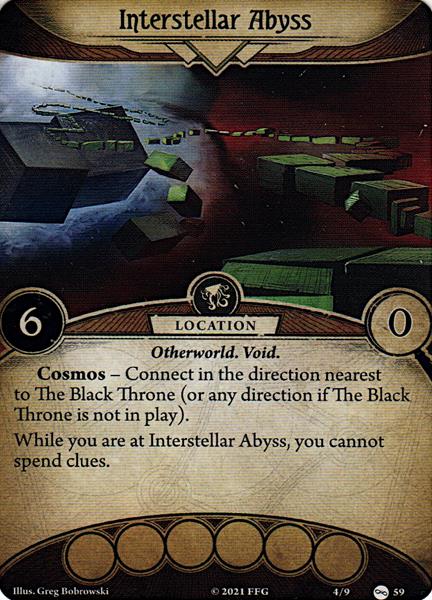 Interstellar Abyss
6
LOCATION
0
Otherworld. Void.
Cosmos – Connect in the direction nearest
to The Black Throne (or any direction if The Black
Throne is not in play).
While you are at Interstellar Abyss, you cannot
spend clues.
Illus. Greg Bobrowski
© 2021 FFG
4/9
59